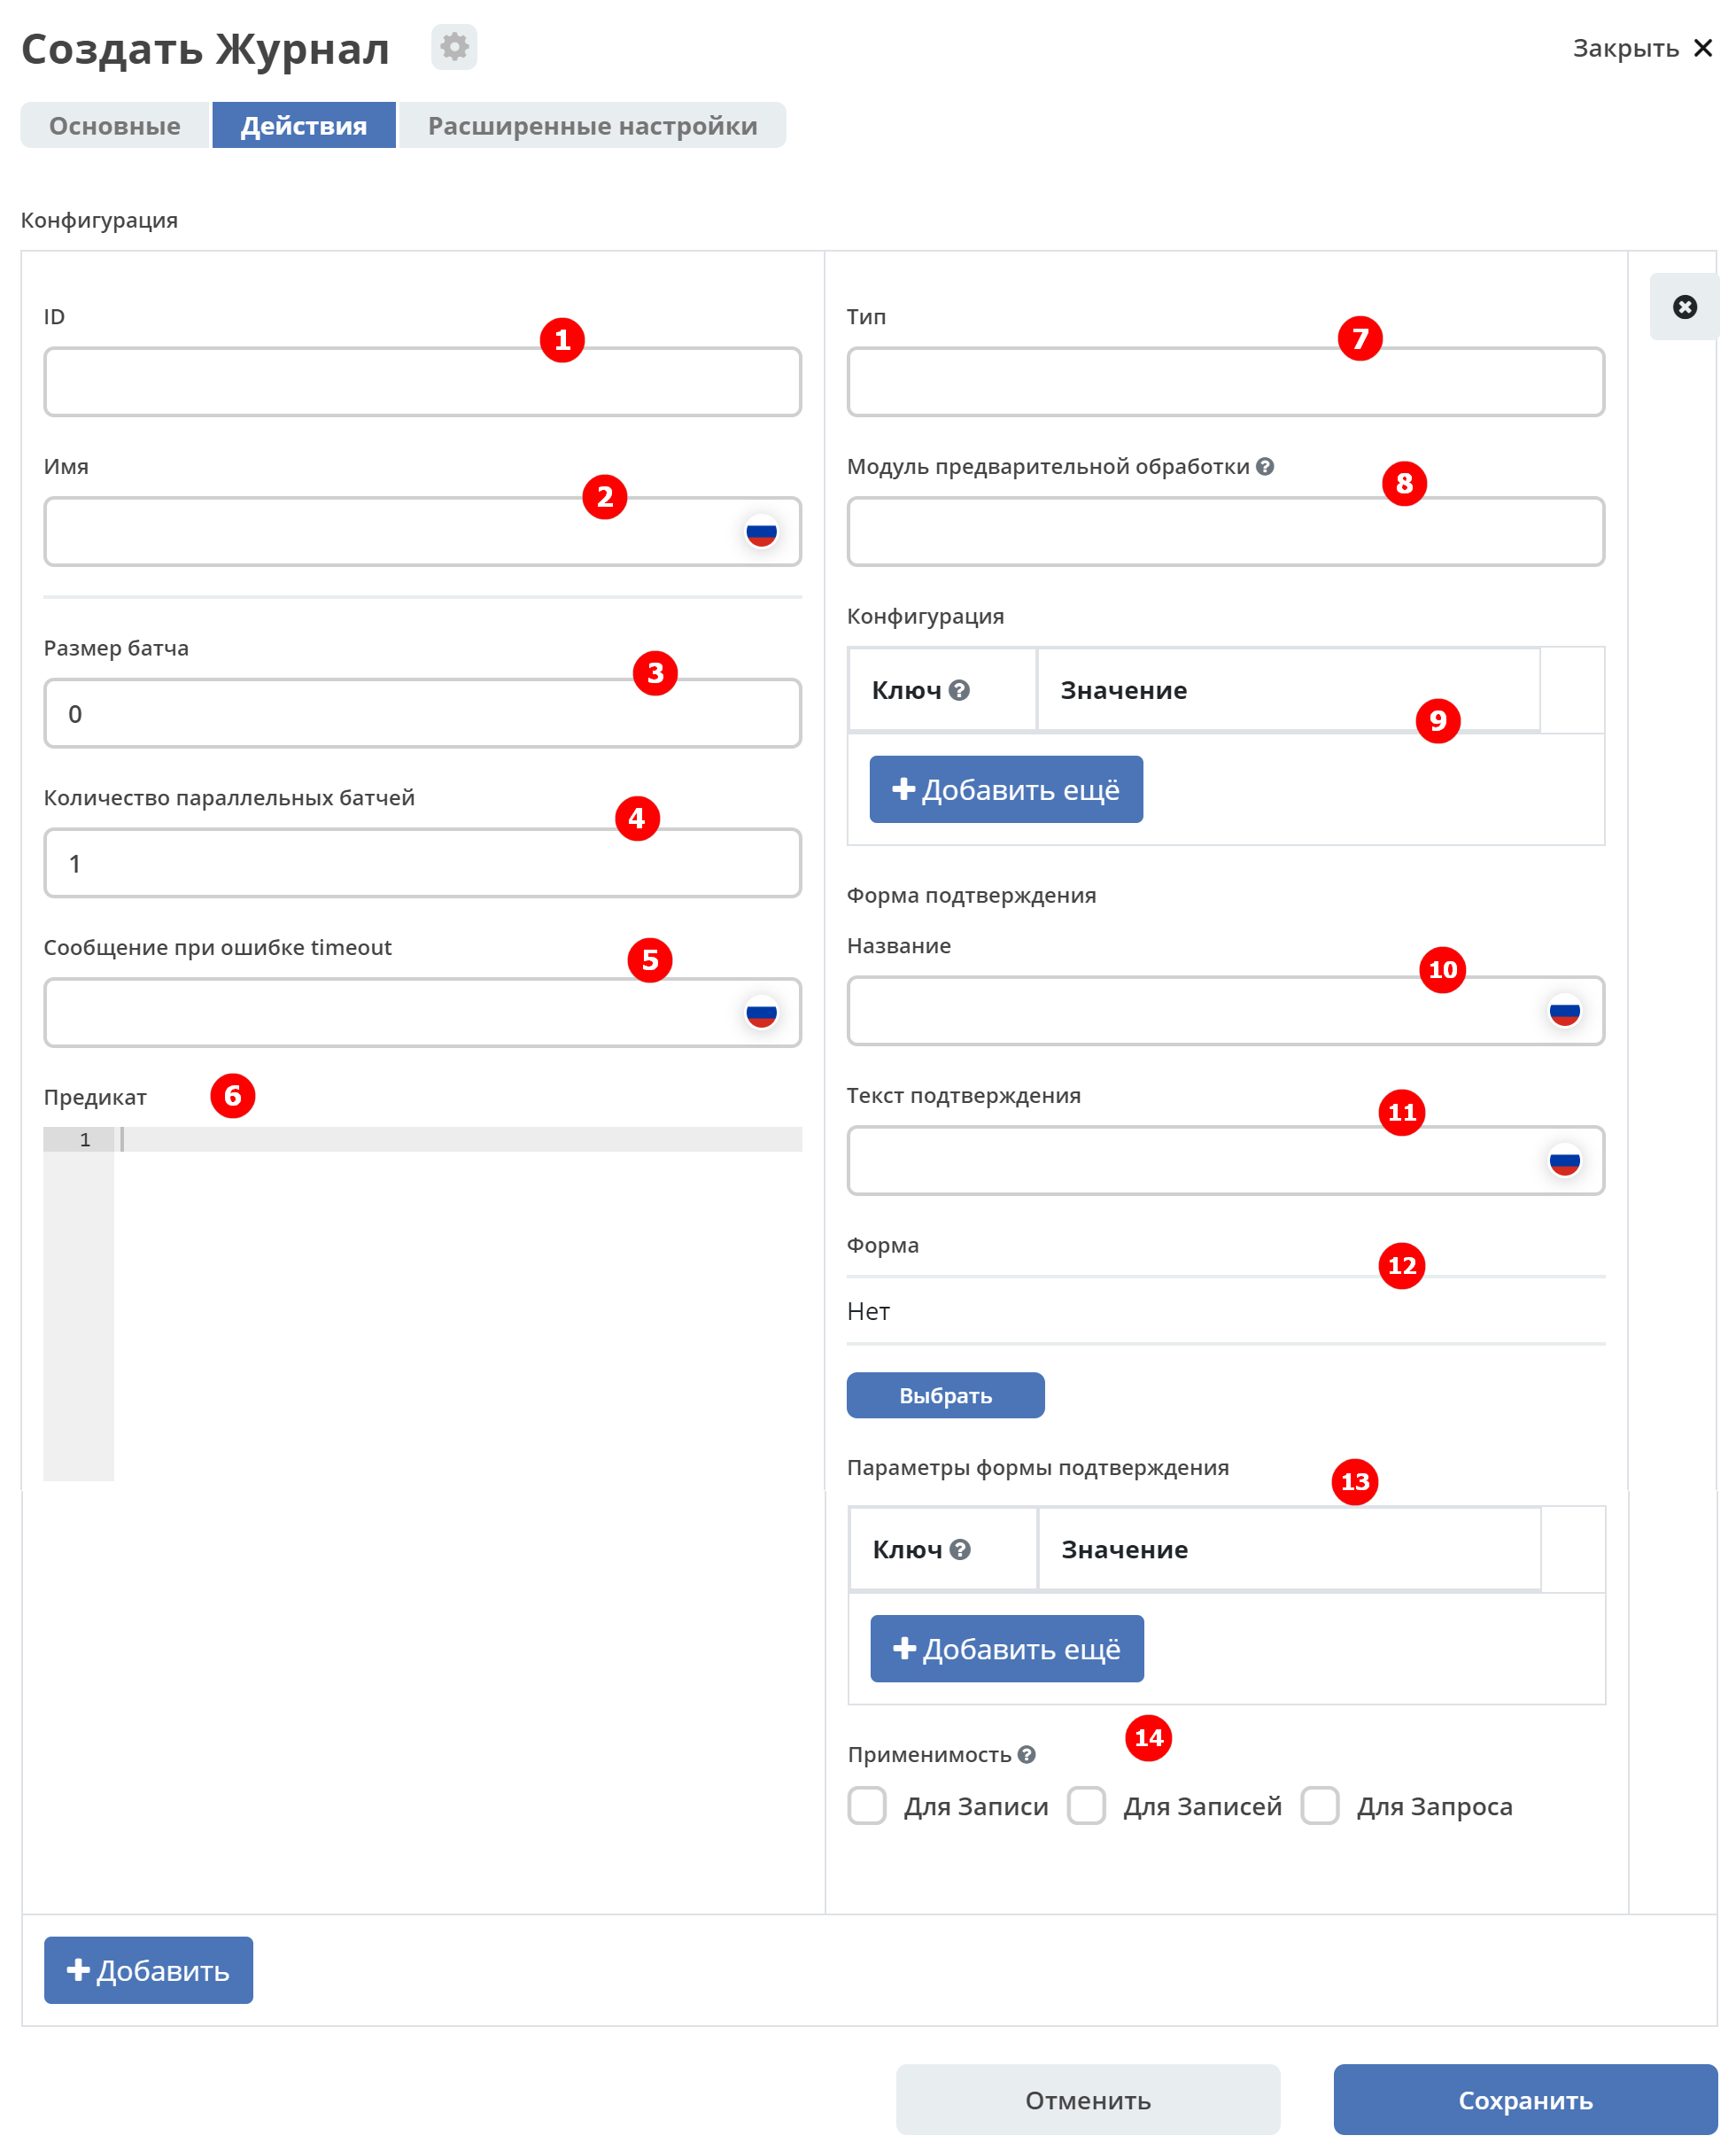 Создать Журнал
Закрыть
Основные
Действия
Расширенные настройки
Конфигурация
ID
1
Имя
2
Размер батча
3
0
Количество параллельных батчей
4
1
Сообщение при ошибке timeout
5
Предикат
6
1
Тип
7
Модуль предварительной обработки ?
8
Конфигурация
Ключ ? Значение
9
+ Добавить ещё
Форма подтверждения
Название
10
Текст подтверждения
11
Форма
12
Нет
Выбрать
Параметры формы подтверждения
13
Ключ ? Значение
+ Добавить ещё
14
Применимость ?
Для Записи Для Записей Для Запроса
+ Добавить
Отменить
Сохранить